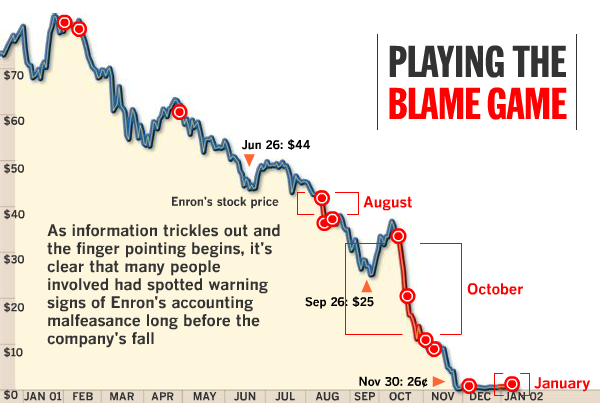 PLAYING THE
BLAME GAME
$70
$60
$50
$40
$30
$20
$10
$0
Jun 26: $44
Enron's stock price
August
As information trickles out and
the finger pointing begins, it's
clear that many people
involved had spotted warning
signs of Enron's accounting
malfeasance long before the
company's fall
October
Sep 26: $25
Nov 30: 26¢
January
JAN 01 FEB MAR APR MAY JUN JUL AUG SEP OCT NOV DEC JAN 02